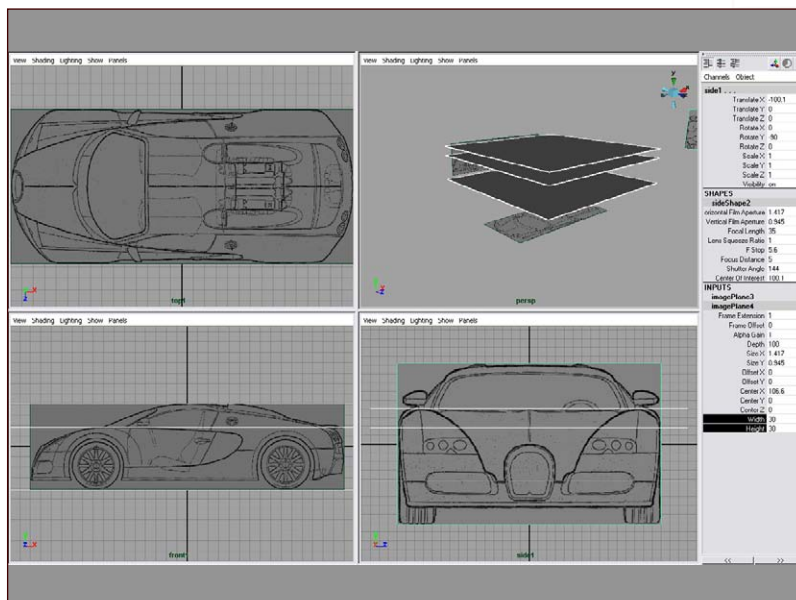 View Shading Lighting Show Panels
top1
View Shading Lighting Show Panels
y
persp
View Shading Lighting Show Panels
front
View Shading Lighting Show Panels
side1
Channels Object
side1 . . .
Translate X -100.1
Translate Y 0
Translate Z 0
Rotate X 0
Rotate Y -90
Rotate Z 0
Scale X 1
Scale Y 1
Scale Z 1
Visibility on
SHAPES
sideShape2
orizontal Film Aperture 1.417
Vertical Film Aperture 0.945
Focal Length 35
Lens Squeeze Ratio 1
F Stop 5.6
Focus Distance 5
Shutter Angle 144
Center Of Interest 100.1
INPUTS
imagePlane3
imagePlane4
Frame Extension 1
Frame Offset 0
Alpha Gain 1
Depth 100
Size X 1.417
Size Y 0.945
Offset X 0
Offset Y 0
Center X 106.6
Center Y 0
Center Z 0
Width 30
Height 30
<< >>